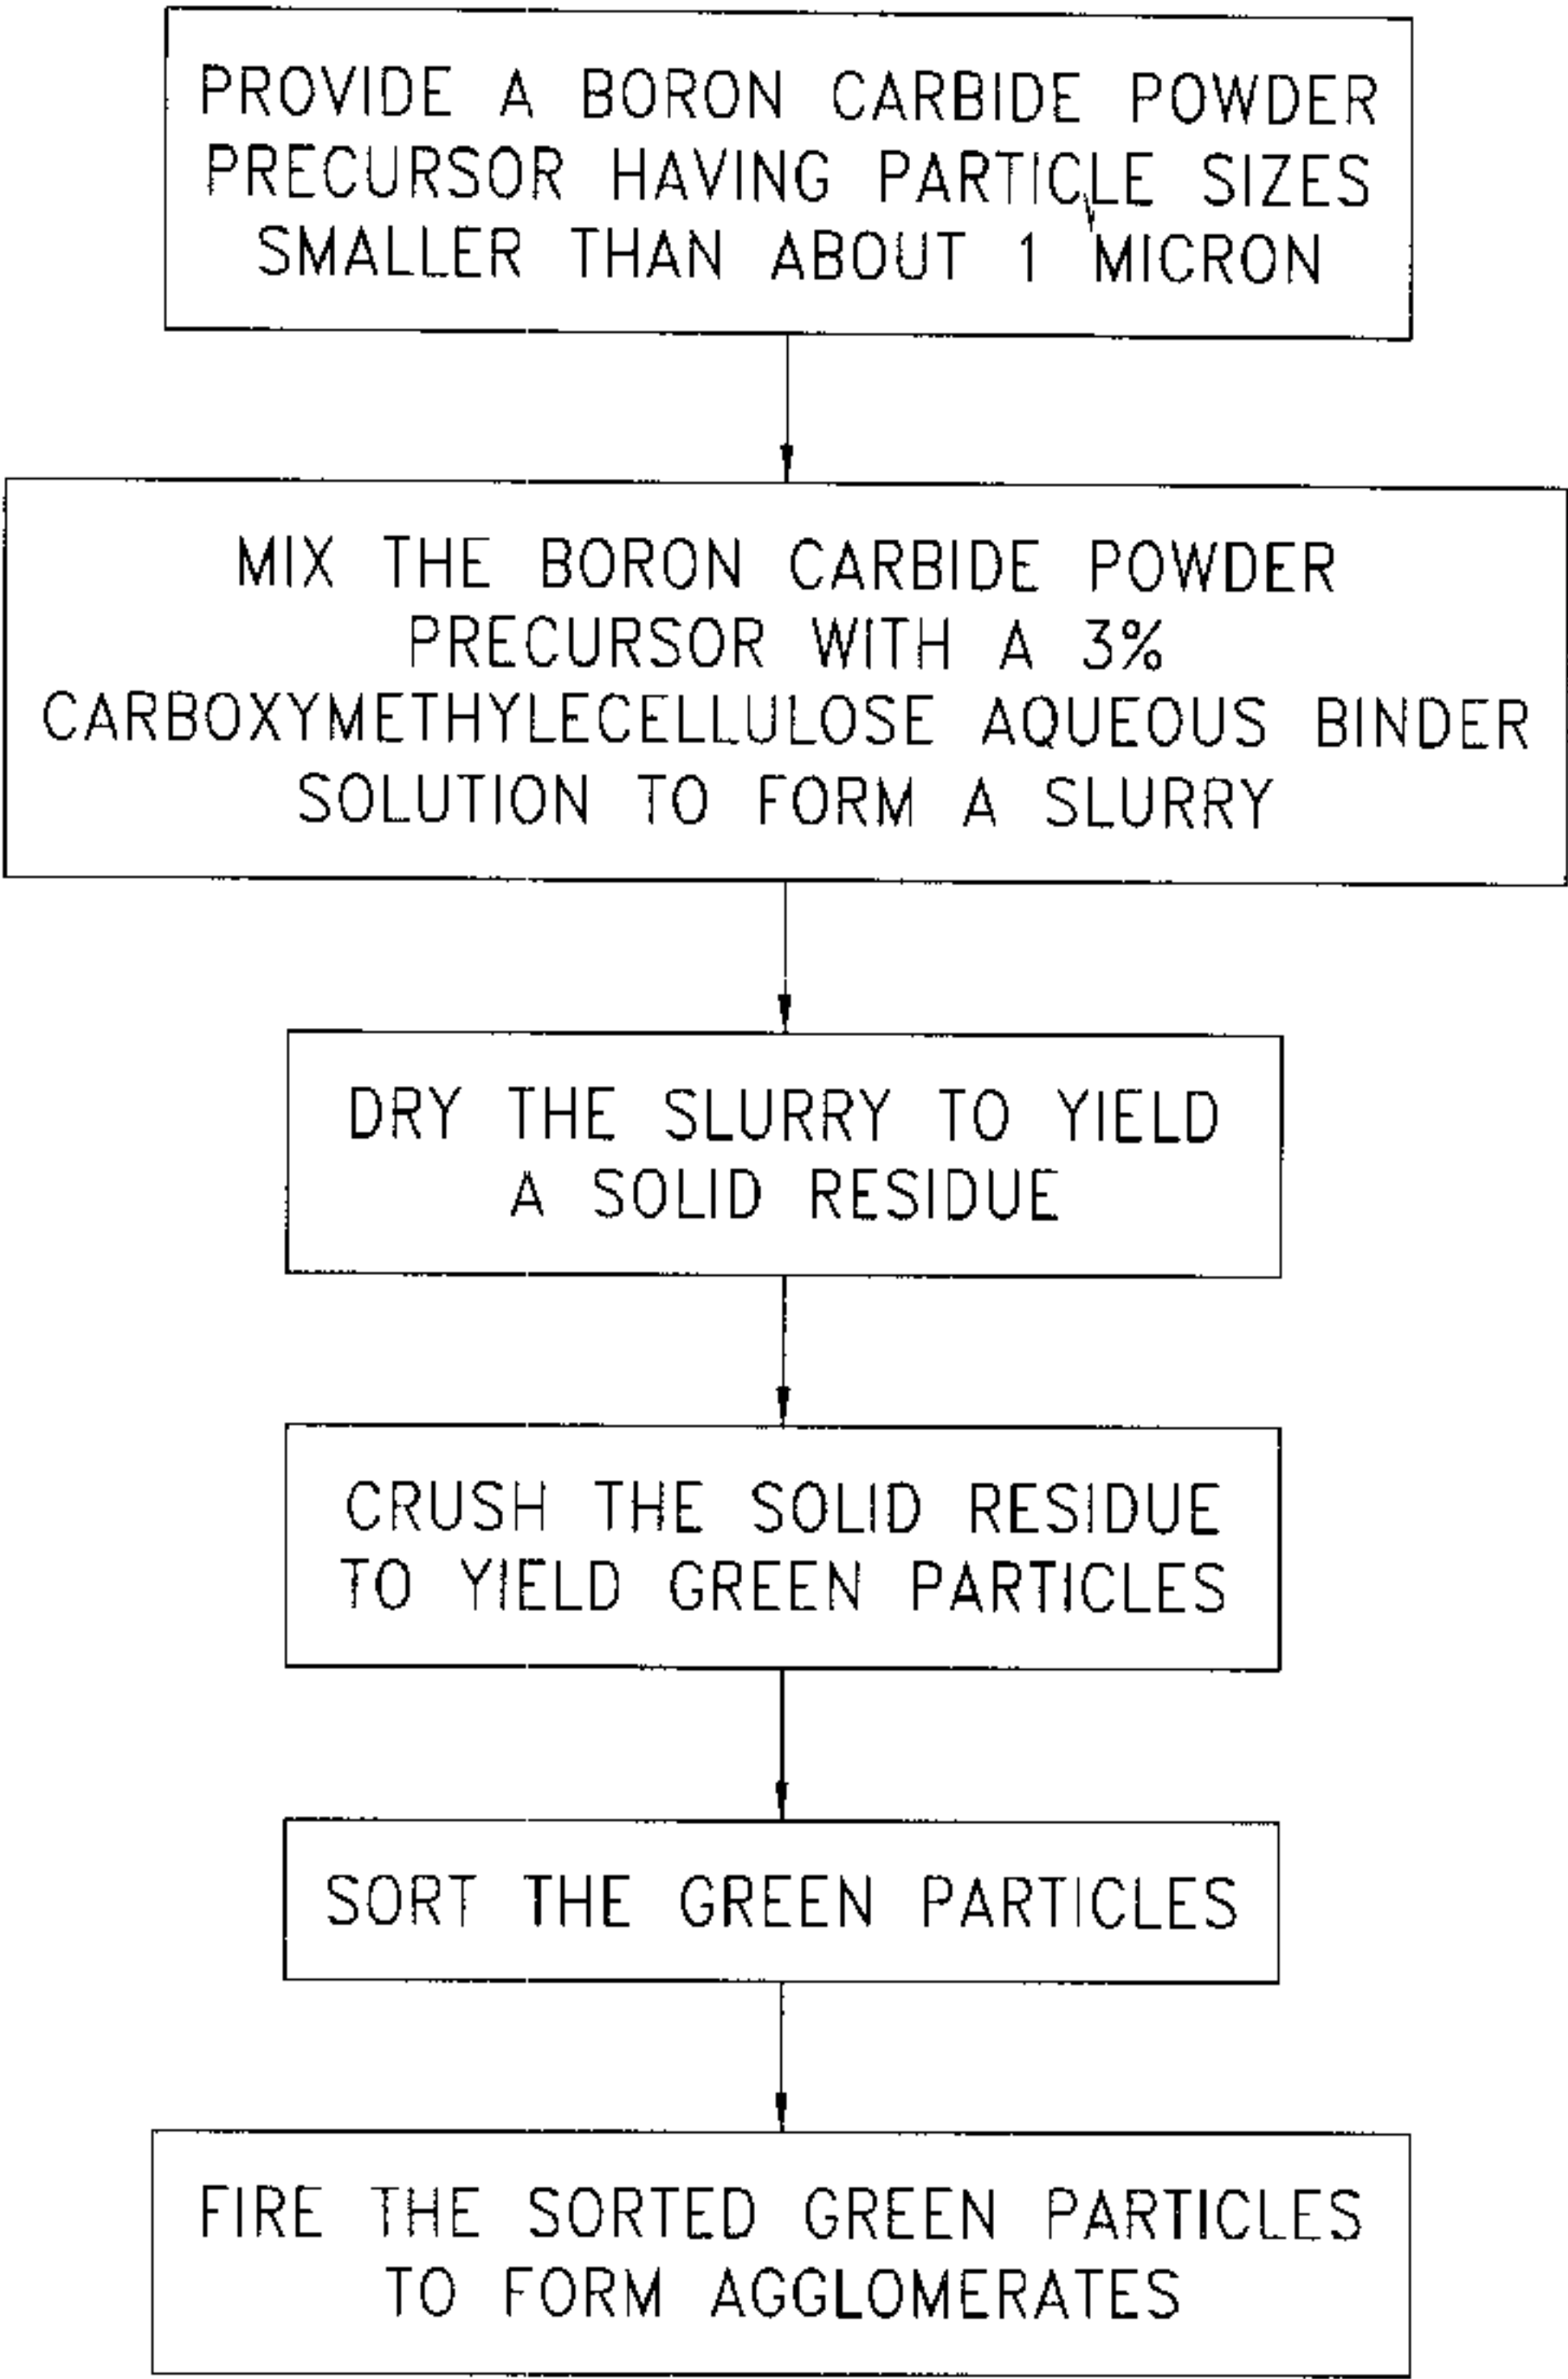 PROVIDE A BORON CARBIDE POWDER
PRECURSOR HAVING PARTICLE SIZES
SMALLER THAN ABOUT 1 MICRON
MIX THE BORON CARBIDE POWDER
PRECURSOR WITH A 3%
CARBOXYMETHYLECELLULOSE AQUEOUS BINDER
SOLUTION TO FORM A SLURRY
DRY THE SLURRY TO YIELD
A SOLID RESIDUE
CRUSH THE SOLID RESIDUE
TO YIELD GREEN PARTICLES
SORT THE GREEN PARTICLES
FIRE THE SORTED GREEN PARTICLES
TO FORM AGGLOMERATES